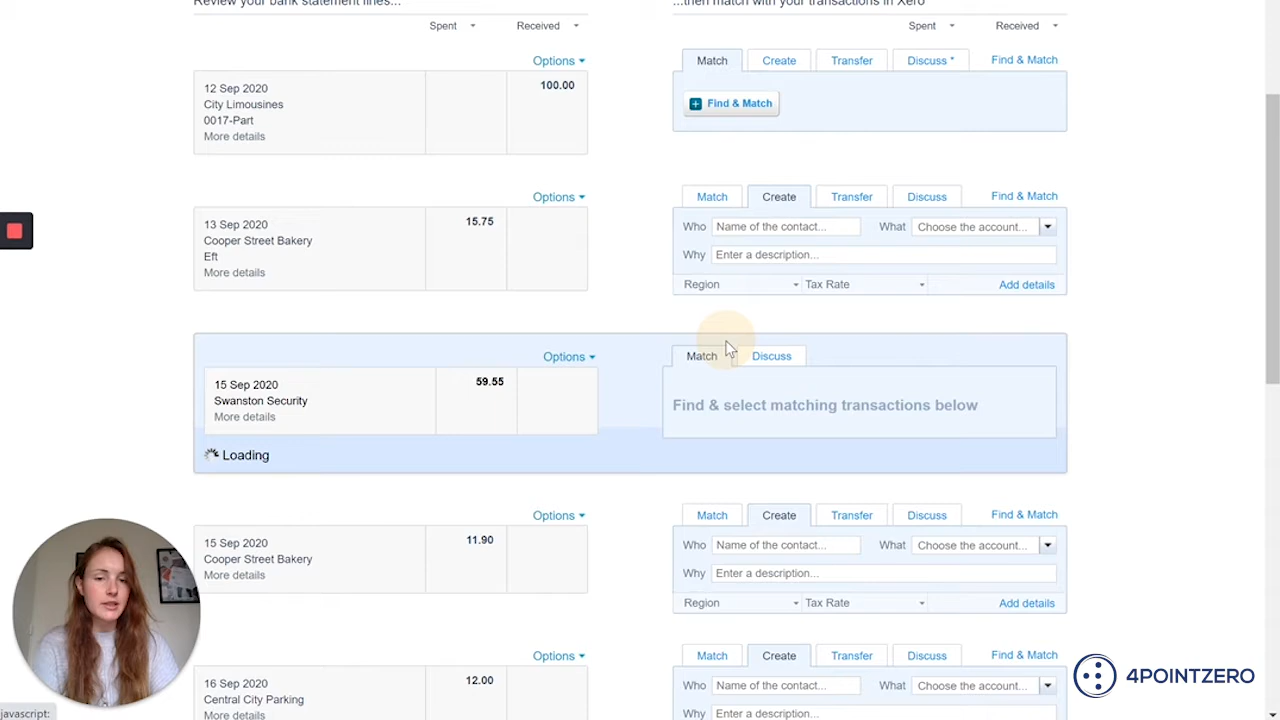 Review your bank statement lines...
...then match with your transactions in Xero
Spent Received
Spent Received
Options
Match Create Transfer Discuss * Find & Match
12 Sep 2020
City Limousines
0017-Part
More details
100.00
Find & Match
Options
Match Create Transfer Discuss Find & Match
13 Sep 2020
Cooper Street Bakery
Eft
More details
15.75
Who Name of the contact... What Choose the account...
Why Enter a description...
Region Tax Rate Add details
Options
Match Discuss
15 Sep 2020
Swanston Security
More details
59.55
Find & select matching transactions below
Loading
Options
Match Create Transfer Discuss Find & Match
15 Sep 2020
Cooper Street Bakery
More details
11.90
Who Name of the contact... What Choose the account...
Why Enter a description...
Region Tax Rate Add details
Options
Match Create Transfer Discuss Find & Match
16 Sep 2020
Central City Parking
More details
12.00
Who Name of the contact... What Choose the account...
Why Enter a description...
4POINTZERO
javascript: